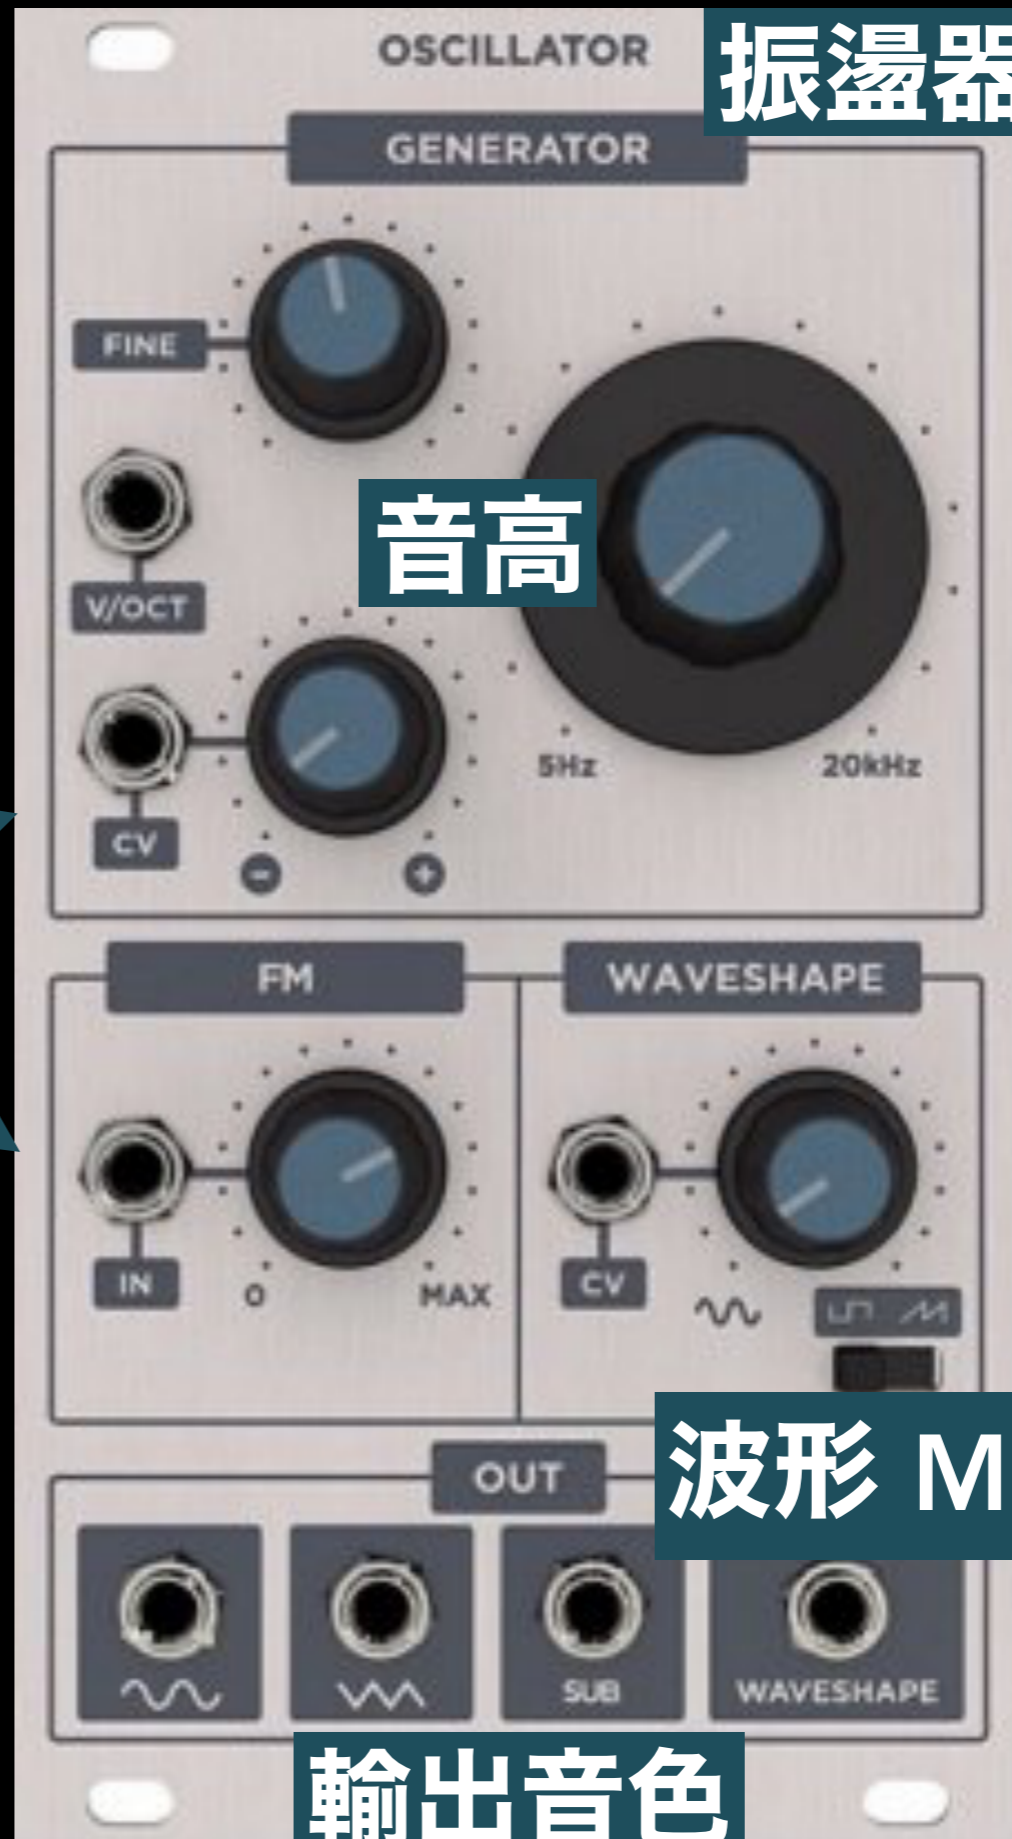 OSCILLATOR
振盪器
GENERATOR
FINE
音高
V/OCT
5Hz
20kHz
CV
FM
WAVESHAPE
IN
0
MAX
CV
波形 M
OUT
SUB
WAVESHAPE
輸出音色